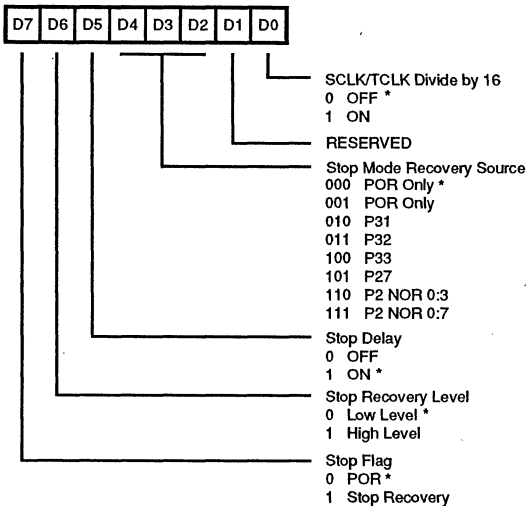 D7 D6 D5 D4 D3 D2 D1 D0
SCLK/TCLK Divide by 16
0 OFF *
1 ON
RESERVED
Stop Mode Recovery Source
000 POR Only *
001 POR Only
010 P31
011 P32
100 P33
101 P27
110 P2 NOR 0:3
111 P2 NOR 0:7
Stop Delay
0 OFF
1 ON *
Stop Recovery Level
0 Low Level *
1 High Level
Stop Flag
0 POR *
1 Stop Recovery